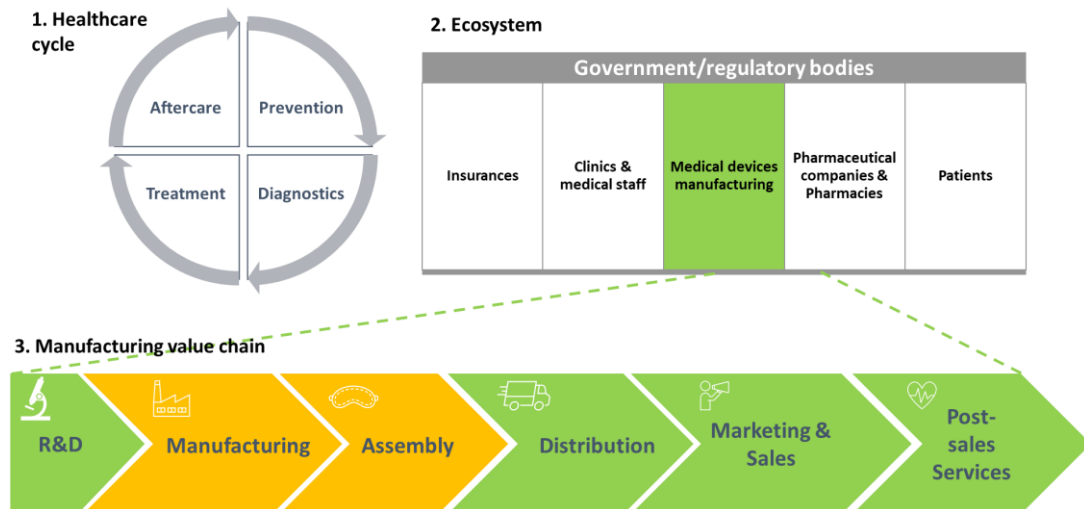 1. Healthcare
cycle
Aftercare
Prevention
Treatment
Diagnostics
2. Ecosystem
Government/regulatory bodies
Insurances
Clinics &
medical staff
Medical devices
manufacturing
Pharmaceutical
companies &
Pharmacies
Patients
3. Manufacturing value chain
R&D
Manufacturing
Assembly
Distribution
Marketing &
Sales
Post-
sales
Services